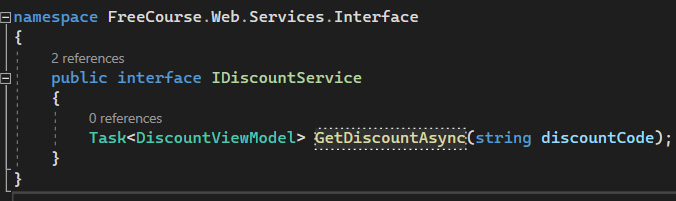 namespace FreeCourse.Web.Services.Interface
{
2 references
public interface IDiscountService
{
0 references
Task<DiscountViewModel> GetDiscountAsync(string discountCode);
}
}